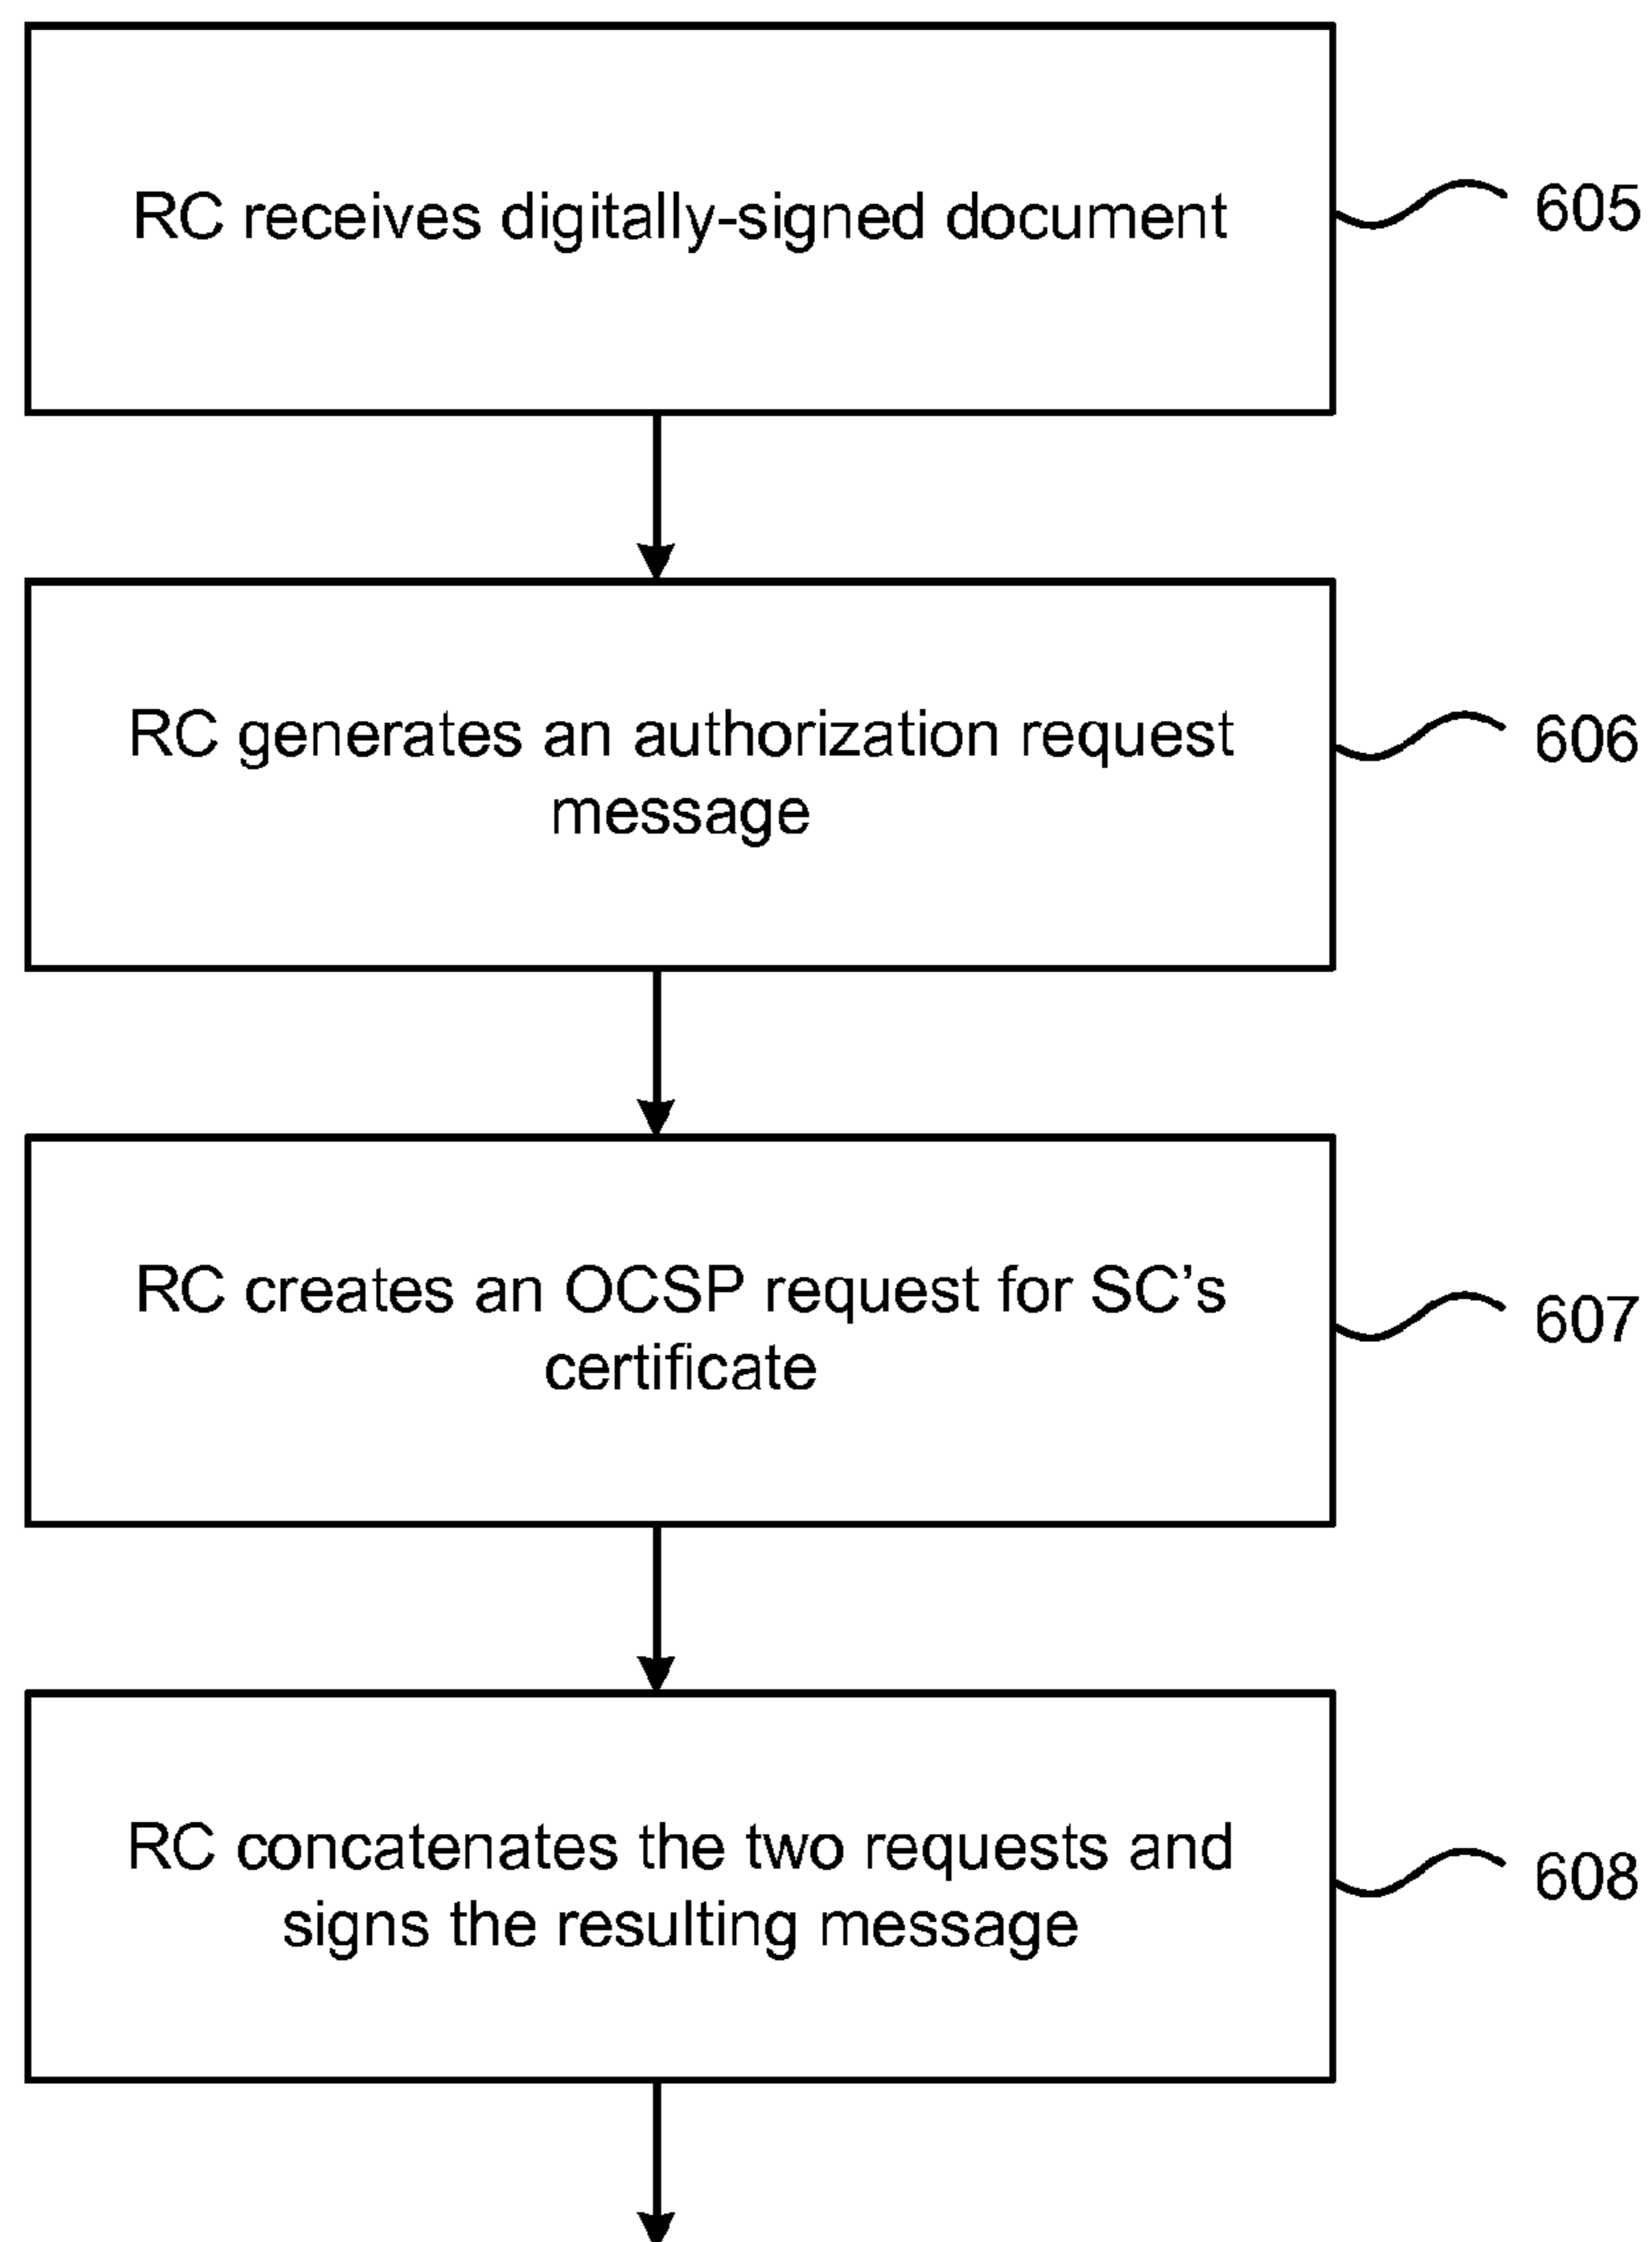 RC receives digitally-signed document
605
RC generates an authorization request
message
606
RC creates an OCSP request for SC’s
certificate
607
RC concatenates the two requests and
signs the resulting message
608